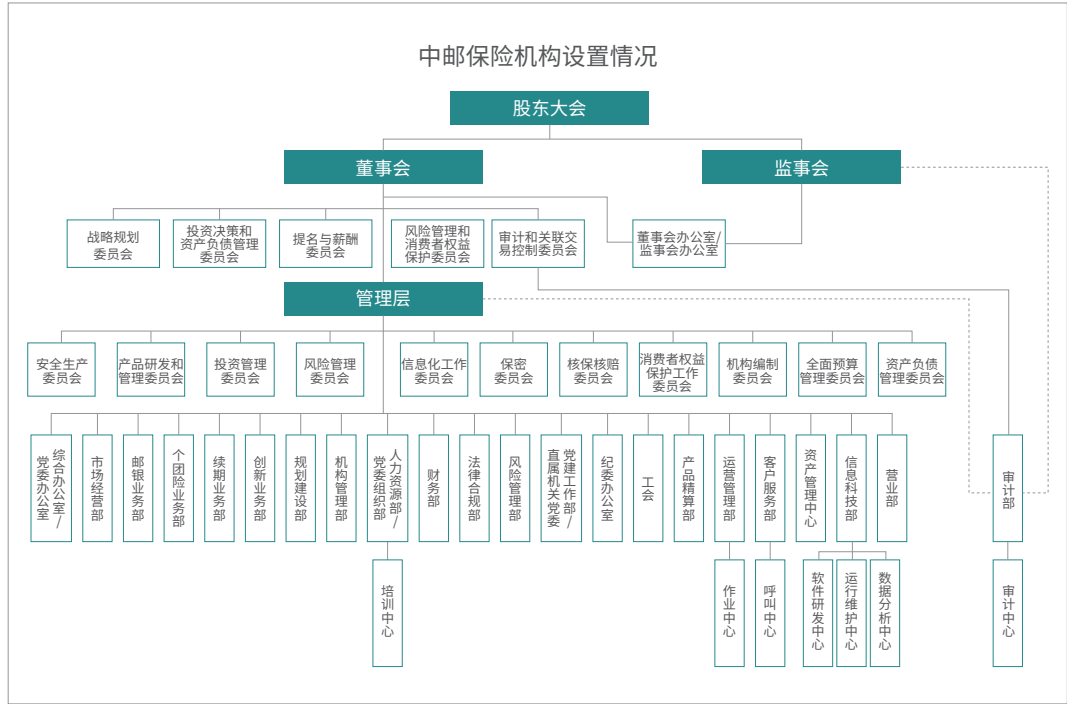 中邮保险机构设置情况
股东大会
董事会
监事会
战略规划
委员会
投资决策和
资产负债管理
委员会
提名与薪酬
委员会
风险管理和
消费者权益
保护委员会
审计和关联交
易控制委员会
董事会办公室/
监事会办公室
管理层
安全生产
委员会
产品研发和
管理委员会
投资管理
委员会
风险管理
委员会
信息化工作
委员会
保密
委员会
核保核赔
委员会
消费者权益
保护工作
委员会
机构编制
委员会
全面预算
管理委员会
资产负债
管理委员会
综合办公室/
党委办公室
市场经营部
邮银业务部
个团险业务部
续期业务部
创新业务部
规划建设部
机构管理部
人力资源部/
党委组织部
财务部
法律合规部
风险管理部
党建工作部/
直属机关党委
纪委办公室
工会
产品精算部
运营管理部
客户服务部
资产管理中心
信息科技部
营业部
审计部
培训中心
作业中心
呼叫中心
软件研发中心
运行维护中心
数据分析中心
审计中心